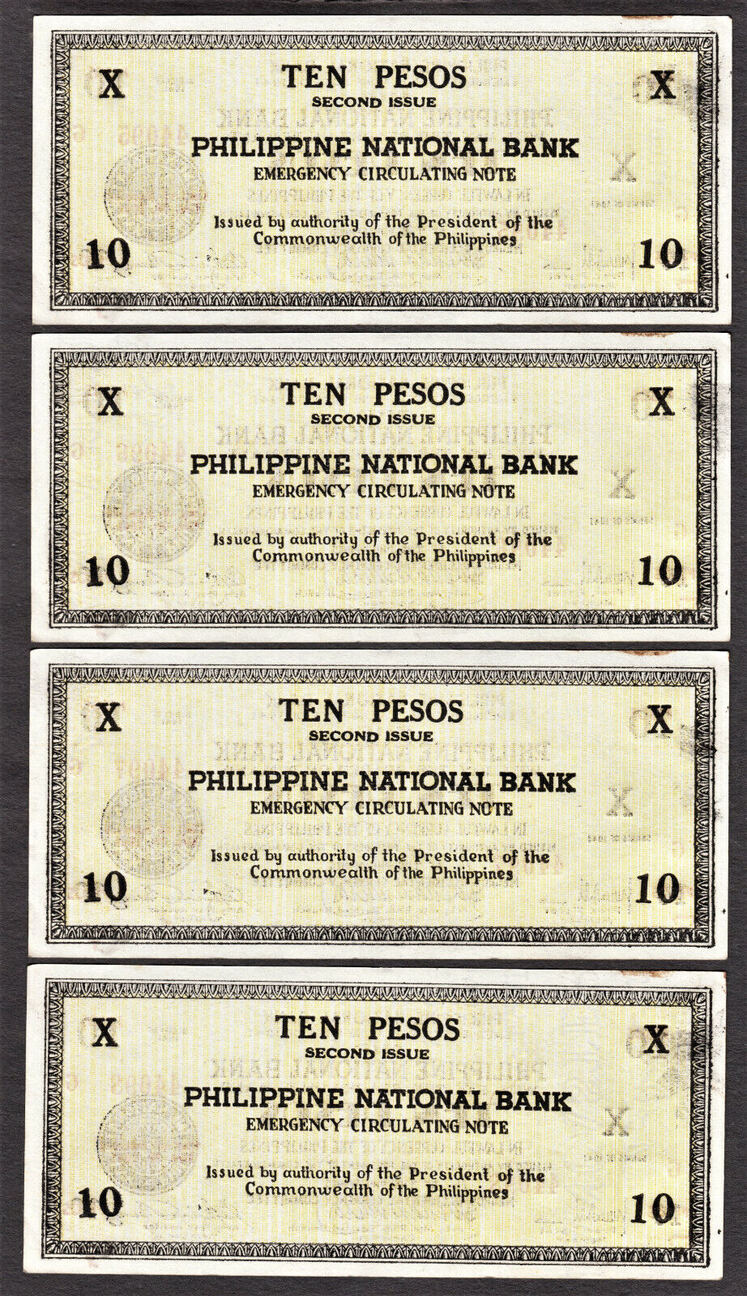 X TEN PESOS X
SECOND ISSUE
PHILIPPINE NATIONAL BANK
EMERGENCY CIRCULATING NOTE
Issued by authority of the President of the
Commonwealth of the Philippines
10 10
X TEN PESOS X
SECOND ISSUE
PHILIPPINE NATIONAL BANK
EMERGENCY CIRCULATING NOTE
Issued by authority of the President of the
Commonwealth of the Philippines
10 10
X TEN PESOS X
SECOND ISSUE
PHILIPPINE NATIONAL BANK
EMERGENCY CIRCULATING NOTE
Issued by authority of the President of the
Commonwealth of the Philippines
10 10
X TEN PESOS X
SECOND ISSUE
PHILIPPINE NATIONAL BANK
EMERGENCY CIRCULATING NOTE
Issued by authority of the President of the
Commonwealth of the Philippines
10 10